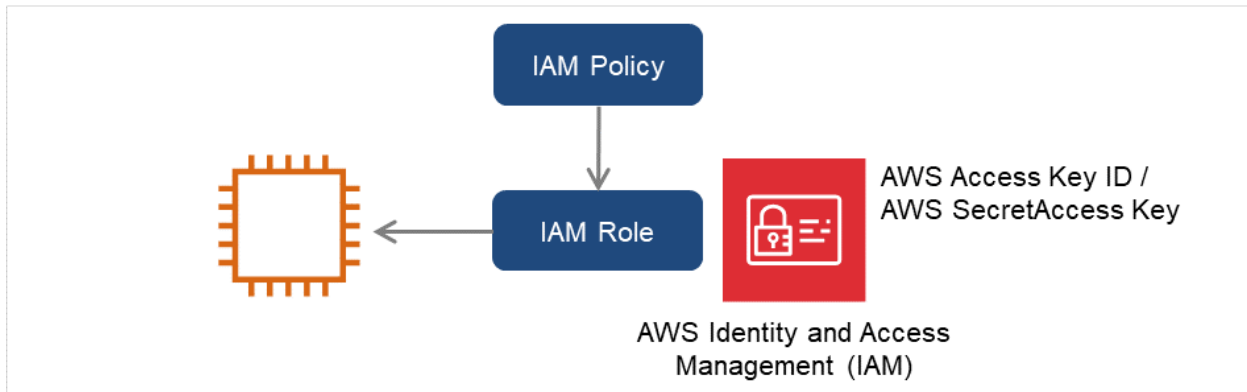 IAM Policy
IAM Role
AWS Access Key ID /
AWS SecretAccess Key
AWS Identity and Access
Management (IAM)